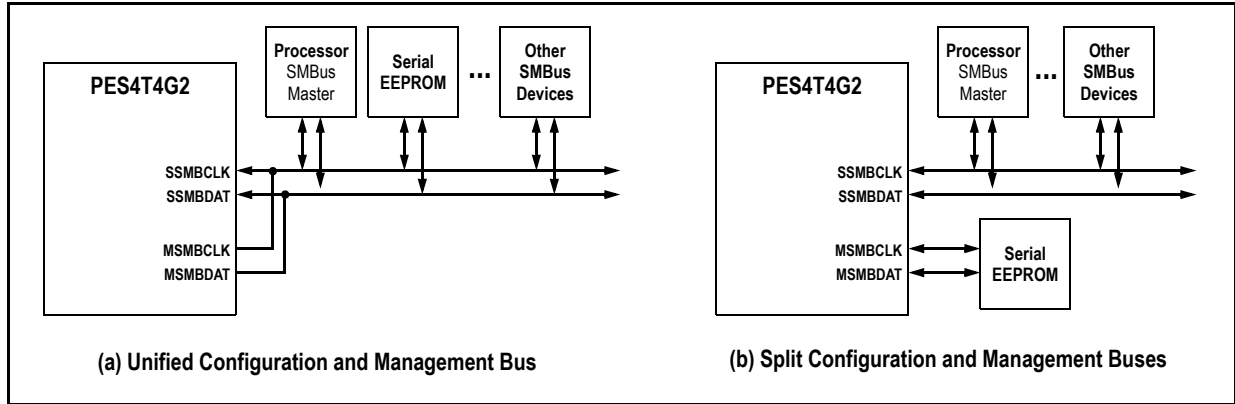 PES4T4G2
Processor
SMBus
Master
Serial
EEPROM
...
Other
SMBus
Devices
SSMBCLK
SSMBDAT
MSMBCLK
MSMBDAT
(a) Unified Configuration and Management Bus
PES4T4G2
Processor
SMBus
Master
...
Other
SMBus
Devices
SSMBCLK
SSMBDAT
MSMBCLK
MSMBDAT
Serial
EEPROM
(b) Split Configuration and Management Buses